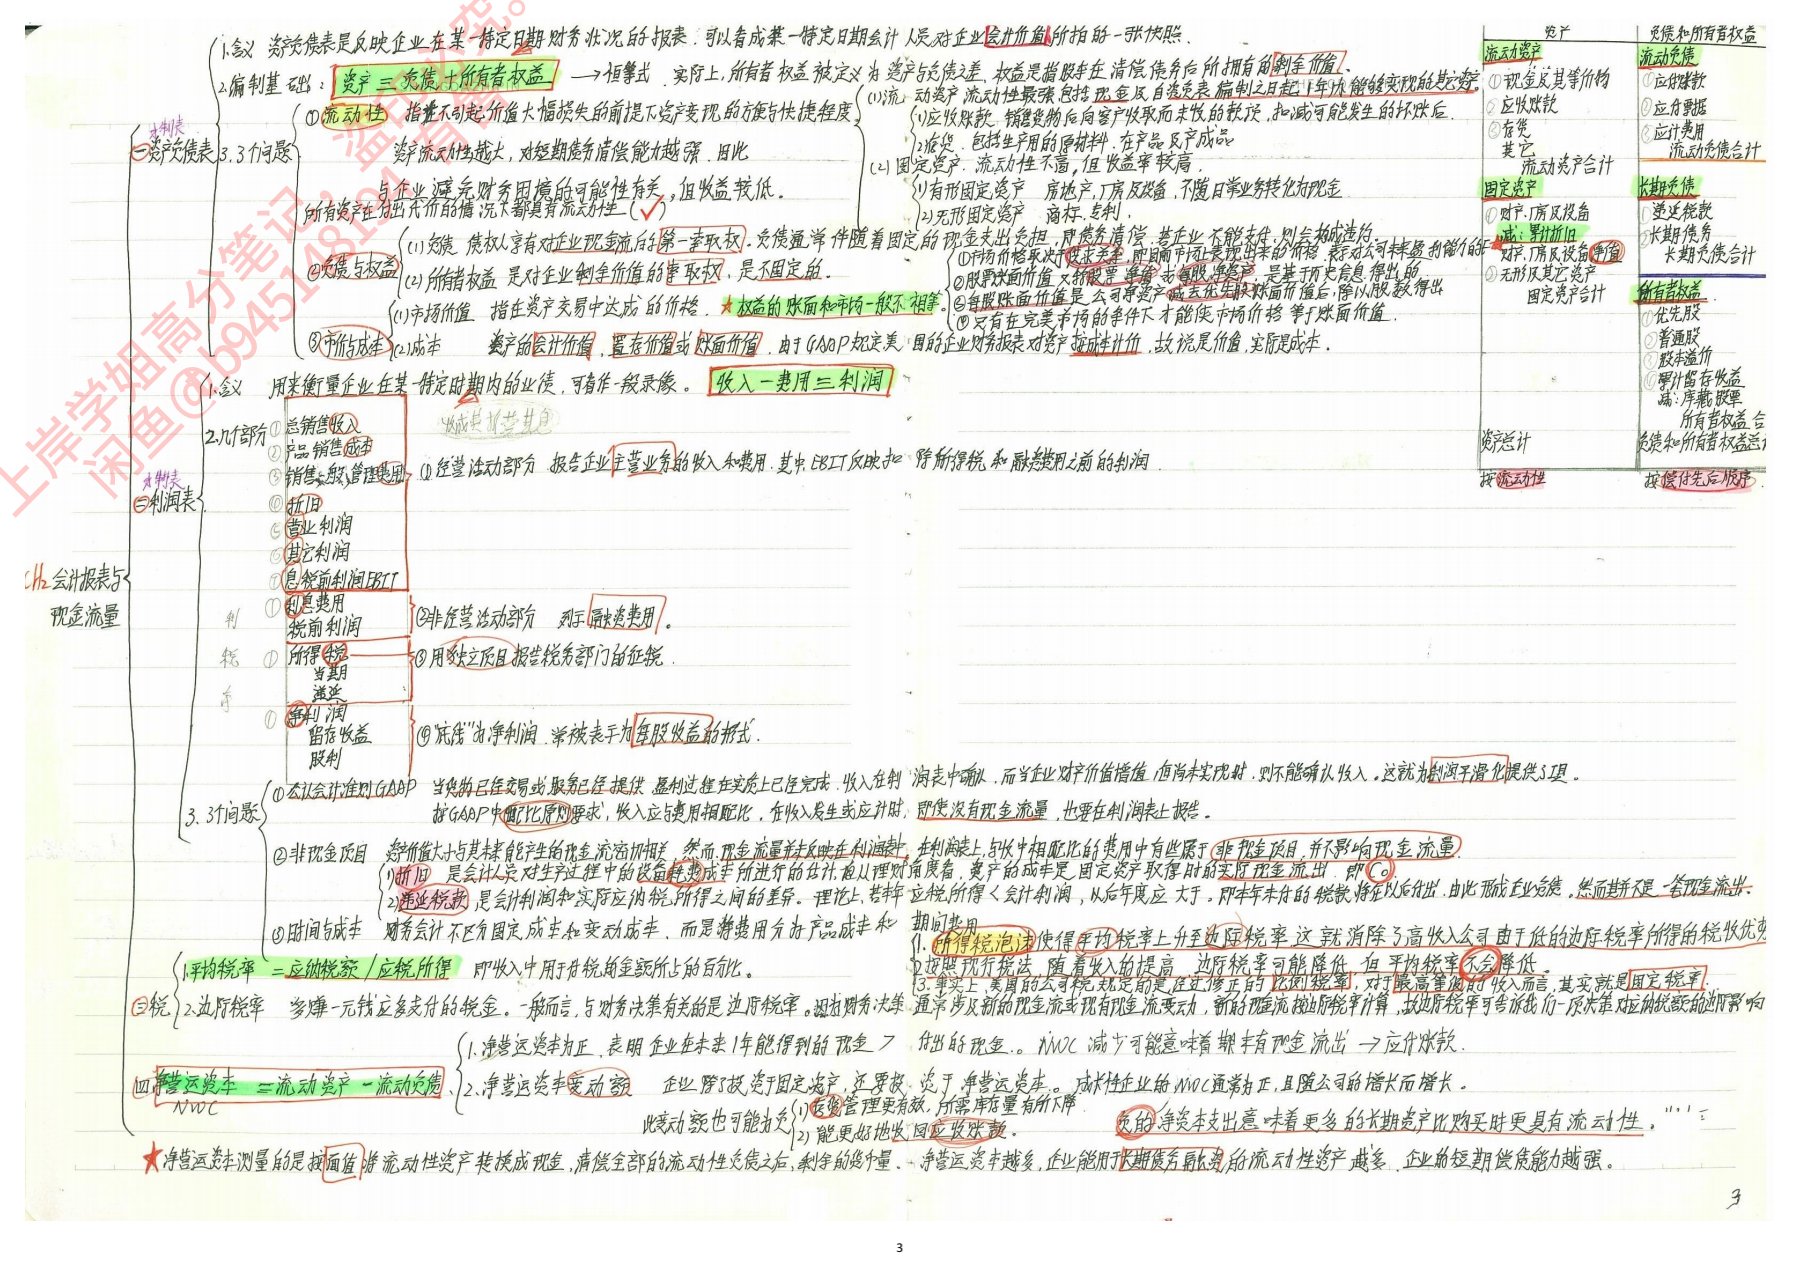 上岸学姐高分笔记，盗印必究。
闲鱼@b94514819
CH2 会计报表与现金流量
一 资产负债表
水利表
1.含义 资产负债表是反映企业在某一特定日期财务状况的报表. 可以看成某一特定日期会计人员对企业会计价值所拍的一张快照.
2.编制基础: 资产≡负债+所有者权益 → 恒等式. 实际上,所有者权益被定义为资产与负债之差, 权益是指股东在清偿债务后所拥有的剩余价值.
3. 3个问题
①流动性 指在不引起价值大幅损失的前提下资产变现的方便与快捷程度
资产流动性越大, 对短期债务清偿能力越强. 因此
与企业避免财务困境的可能性有关, 但收益较低.
所有资产在付出代价的情况下都具有流动性 (✓)
(1)流动资产 流动性最强,包括现金及自资产负债表编制之日起1年内能够变现的其它资产.
1)应收账款 销售货物后向客户收取而未收的款项, 扣减可能发生的坏账后.
2)存货. 包括生产用的原材料. 在产品及产成品
(2)固定资产. 流动性不高, 但收益率较高.
1)有形固定资产 房地产,厂房及设备, 不随日常业务转化为现金
2)无形固定资产 商标. 专利.
②负债与权益
(1)负债 债权人享有对企业现金流的第一索取权. 负债通常伴随着固定的现金支出负担, 即债务清偿. 若企业不能支付,则会构成违约.
(2)所有者权益 是对企业剩余价值的索取权, 是不固定的.
③市价与成本
(1)市场价值 指在资产交易中达成的价格. ★权益的账面和市场一般不相等.
①市场价格取决于供求关系, 即目前市场上表现出来的价格, 表示对公司未来盈利能力的
②股票账面价值又称股票净值或每股净资产, 是基于历史信息得出的
③每股账面价值是公司净资产减去优先股账面价值后,除以股数得出
④只有在完美市场的条件下才能使市场价格等于账面价值.
(2)成本 资产的会计价值, 置存价值或账面价值. 由于GAAP规定美国的企业财务报表对资产按成本计价, 故说是价值,实际是成本.
资产 负债和所有者权益
流动资产 流动负债
①现金及其等价物 ①应付账款
②应收账款 ②应付票据
③存货 ③应计费用
其它 流动负债合计
流动资产合计
固定资产 长期负债
①财产.厂房及设备 ①递延税款
减: 累计折旧 ②长期债务
财产.厂房及设备净值 长期负债合计
②无形及其它资产
固定资产合计 所有者权益
①优先股
②普通股
③股本溢价
④累计留存收益
减: 库藏股票
所有者权益合
资产总计 负债和所有者权益总计
按流动性 按偿付先后顺序.
二 利润表
水利表
1.含义 用来衡量企业在某一特定时期内的业绩, 可看作一段录像。 收入－费用≡利润
2.几个部分
①总销售收入
②产品销售成本
③销售,一般,管理费用
④折旧
⑤营业利润
⑥其它利润
⑦息税前利润EBIT
①经营活动部分 报告企业主营业务的收入和费用. 其中,EBIT反映扣除所得税和融资费用之前的利润
①利息费用
税前利润
②非经营活动部分 列示融资费用。
利
税
净
①所得税
当期
递延
③用独立项目报告税务部门的征税.
①净利润
留存收益
股利
④"底线"为净利润. 常被表示为每股收益的形式.
3. 3个问题
①公认会计准则GAAP 当货物已经交易或服务已经提供 盈利过程在实质上已经完成. 收入在利润表中确认. 而当企业财产价值增值,但尚未实现时, 则不能确认收入。这就为利润平滑化提供了工具。
按GAAP中配比原则要求, 收入应与费用相配比. 在收入发生或应计时, 即使没有现金流量, 也要在利润表上报告。
②非现金项目 资产价值大小与其未来能产生的现金流密切相关. 然而,现金流量并未反映在利润表中. 在利润表上,与收入相配比的费用中有些属于非现金项目,并不影响现金流量.
1)折旧 是会计人员对生产过程中的设备耗费成本所进行的估计,但从理财角度看, 资产的成本是固定资产取得时的实际现金流出. 即C0
2)递延税款 是会计利润和实际应纳税所得之间的差异. 理论上,若本年应税所得<会计利润, 以后年度应大于。即本年未付的税款将在以后付出,由此形成企业负债. 然而其并不是一笔现金流出.
③时间与成本 财务会计不区分固定成本和变动成本. 而是将费用分为产品成本和期间费用
三 税
1.平均税率 =应纳税额/应税所得 即收入中用于付税的金额所占的百分比。
2.边际税率 多赚一元钱应多支付的税金。一般而言,与财务决策有关的是边际税率。因为财务决策通常涉及新的现金流或现有现金流变动, 新的现金流按边际税率计算, 故边际税率可告诉我们一项决策对应纳税额的边际影响
1.所得税泡沫使得平均税率上升至边际税率. 这就消除了高收入公司由于低的边际税率所得的税收优势
2.按照现行税法, 随着收入的提高 边际税率可能降低 但平均税率不会降低。
3.事实上,美国的公司税规定的是经过修正的比例税率, 对于最高等级的收入而言,其实就是固定税率.
四 净营运资本 =流动资产－流动负债
NWC
1.净营运资本为正. 表明企业在未来1年能得到的现金>付出的现金.。NWC减少可能意味着期末有现金流出→应付账款.
2.净营运资本变动额 企业除了投资于固定资产, 还要投资于净营运资本。成长性企业的NWC通常为正,且随公司的增长而增长。
此变动额也可能为负
1)存货管理更有效, 所需库存量有所下降
2)能更好地收回应收账款。
负的净资本支出意味着更多的长期资产比购买时更具有流动性。
★净营运资本测量的是按面值将流动性资产转换成现金, 清偿全部的流动性负债之后, 剩余的货币量. 净营运资本越多, 企业能用于长期债务融资的流动性资产越多. 企业的短期偿债能力越强。
3
3